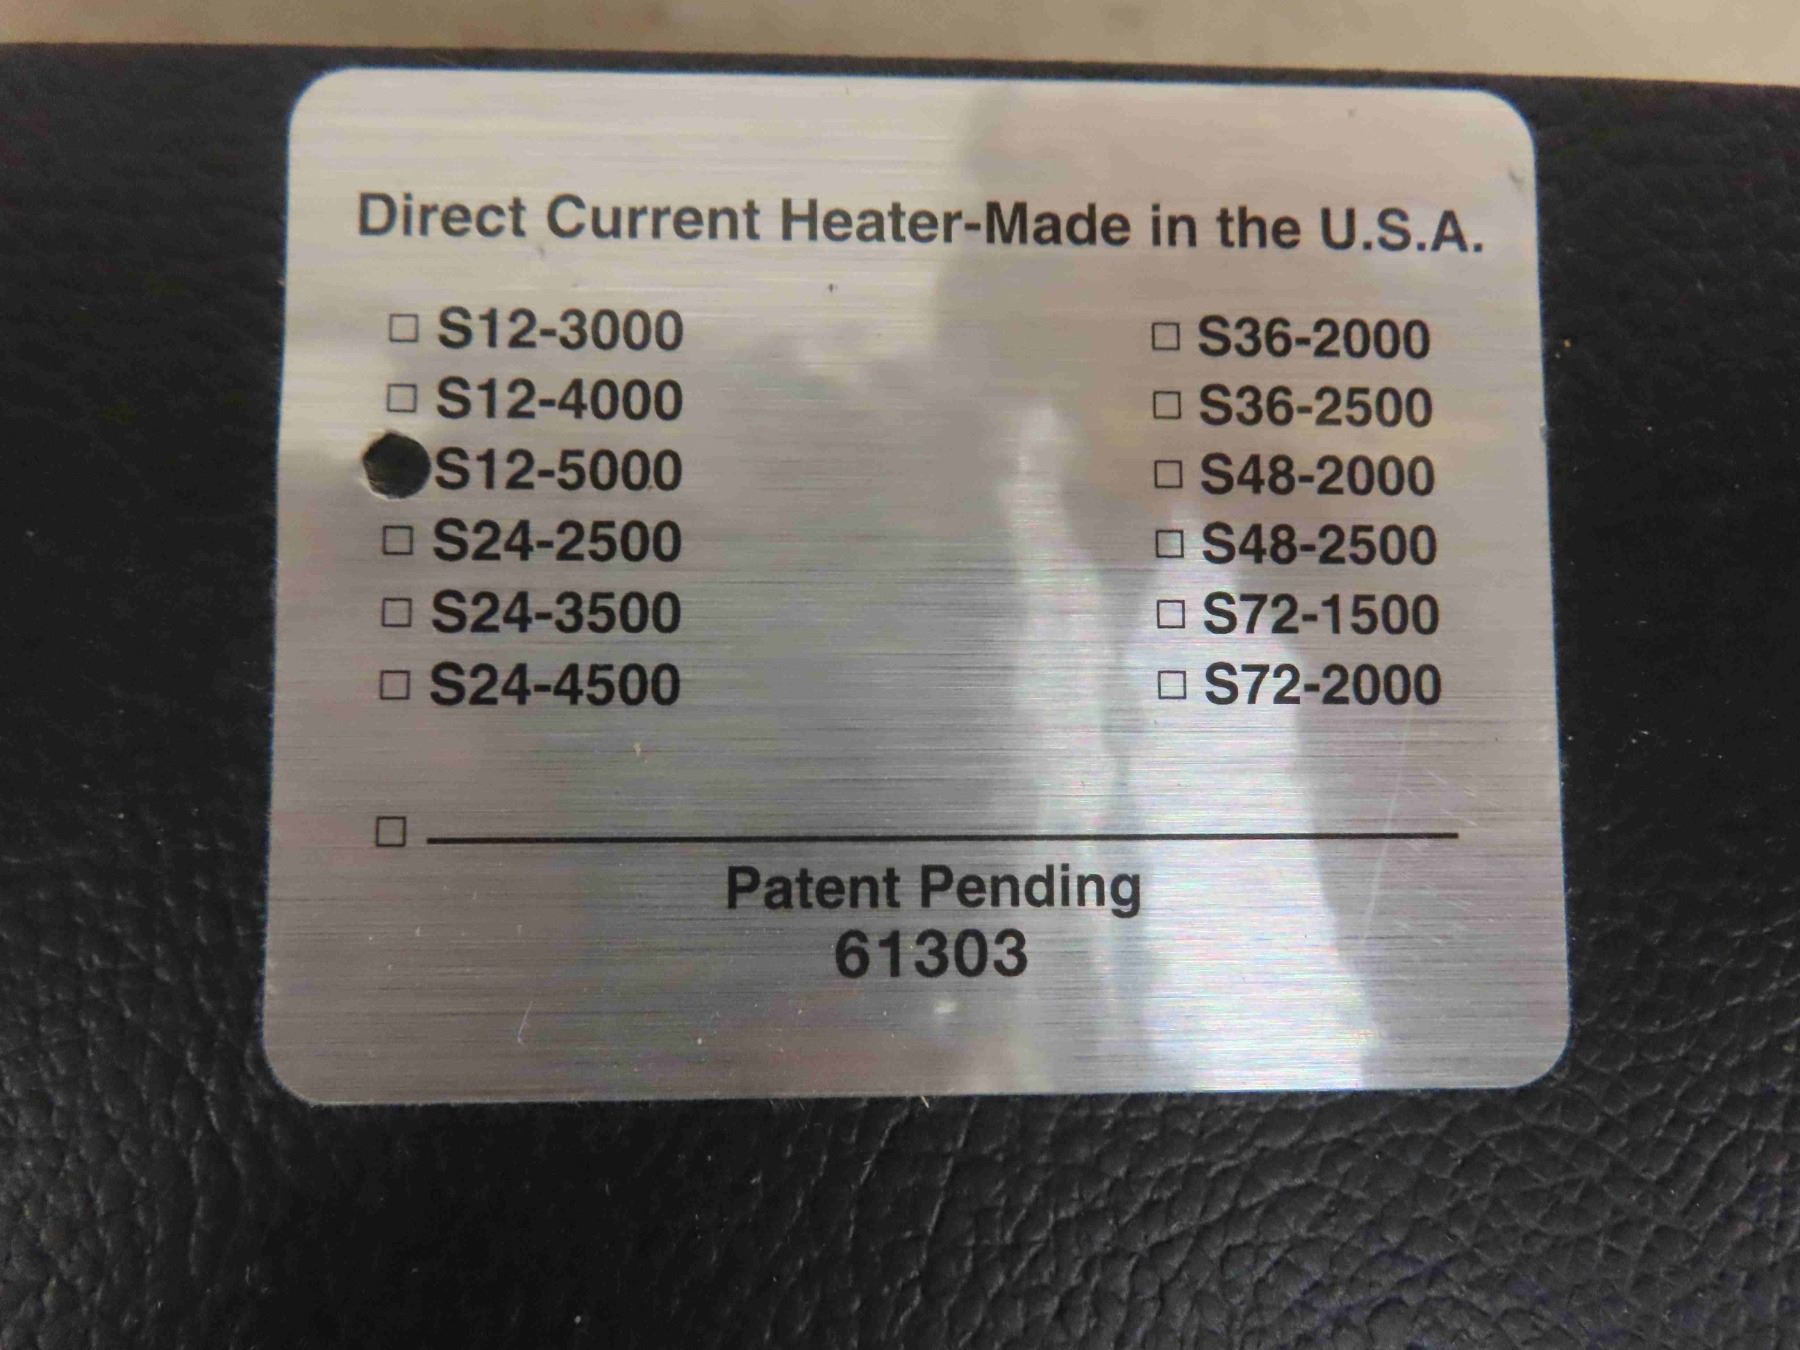 Direct Current Heater-Made in the U.S.A.
S12-3000
S12-4000
S12-5000
S24-2500
S24-3500
S24-4500
S36-2000
S36-2500
S48-2000
S48-2500
S72-1500
S72-2000
Patent Pending
61303